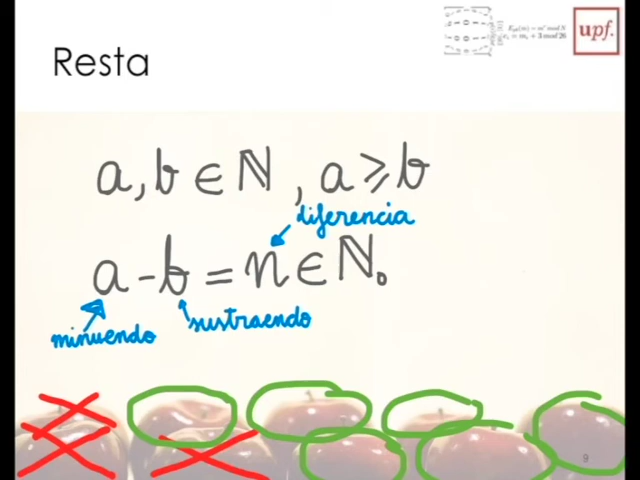 upf.
Resta
a, b ∈ ℕ, a ⩾ b
diferencia
a - b = n ∈ ℕ₀
minuendo
sustraendo
9